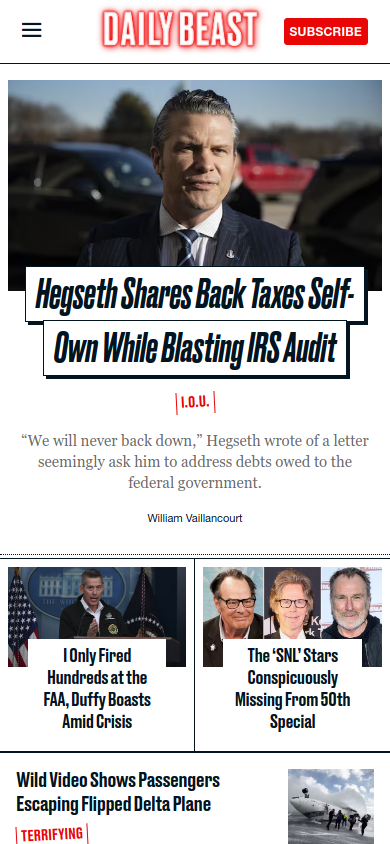 DAILY BEAST
SUBSCRIBE
Hegseth Shares Back Taxes Self-
Own While Blasting IRS Audit
I.O.U.
“We will never back down,” Hegseth wrote of a letter
seemingly ask him to address debts owed to the
federal government.
William Vaillancourt
I Only Fired
Hundreds at the
FAA, Duffy Boasts
Amid Crisis
The ‘SNL’ Stars
Conspicuously
Missing From 50th
Special
Wild Video Shows Passengers
Escaping Flipped Delta Plane
TERRIFYING